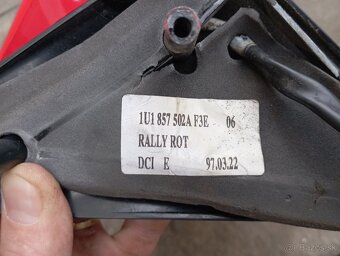 1U1 857 502A F3E 06
RALLY ROT
DCI E 97.03.22